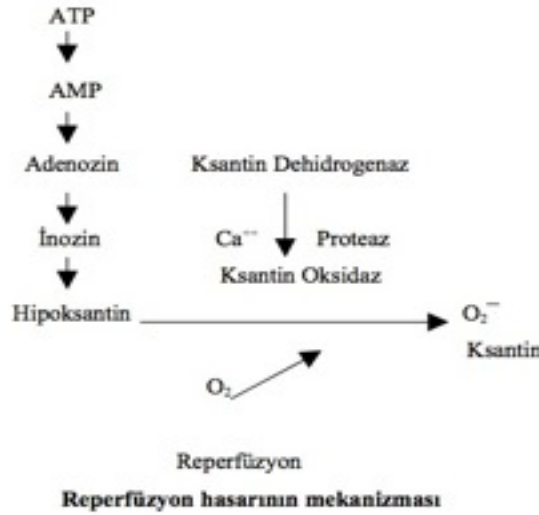 ATP
AMP
Adenozin
Ksantin Dehidrogenaz
İnozin
Ca⁺⁺
Proteaz
Ksantin Oksidaz
Hipoksantin
O₂⁻
Ksantin
O₂
Reperfüzyon
Reperfüzyon hasarının mekanizması